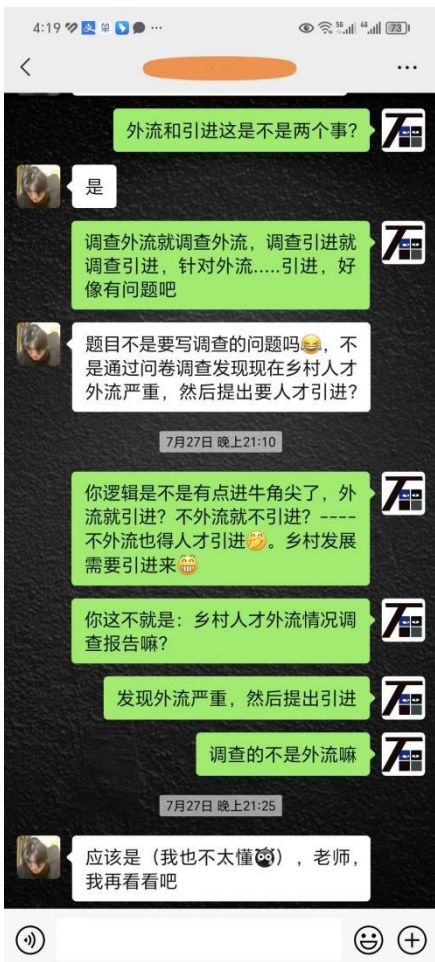 4:19
5G 4G 73
外流和引进这是不是两个事?
是
调查外流就调查外流，调查引进就
调查引进，针对外流.....引进，好
像有问题吧
题目不是要写调查的问题吗😂，不
是通过问卷调查发现现在乡村人才
外流严重，然后提出要人才引进?
7月27日 晚上21:10
你逻辑是不是有点进牛角尖了，外
流就引进? 不外流就不引进? ----
不外流也得人才引进🤣。乡村发展
需要引进来😁
你这不就是：乡村人才外流情况调
查报告嘛?
发现外流严重，然后提出引进
调查的不是外流嘛
7月27日 晚上21:25
应该是（我也不太懂），老师，
我再看看吧